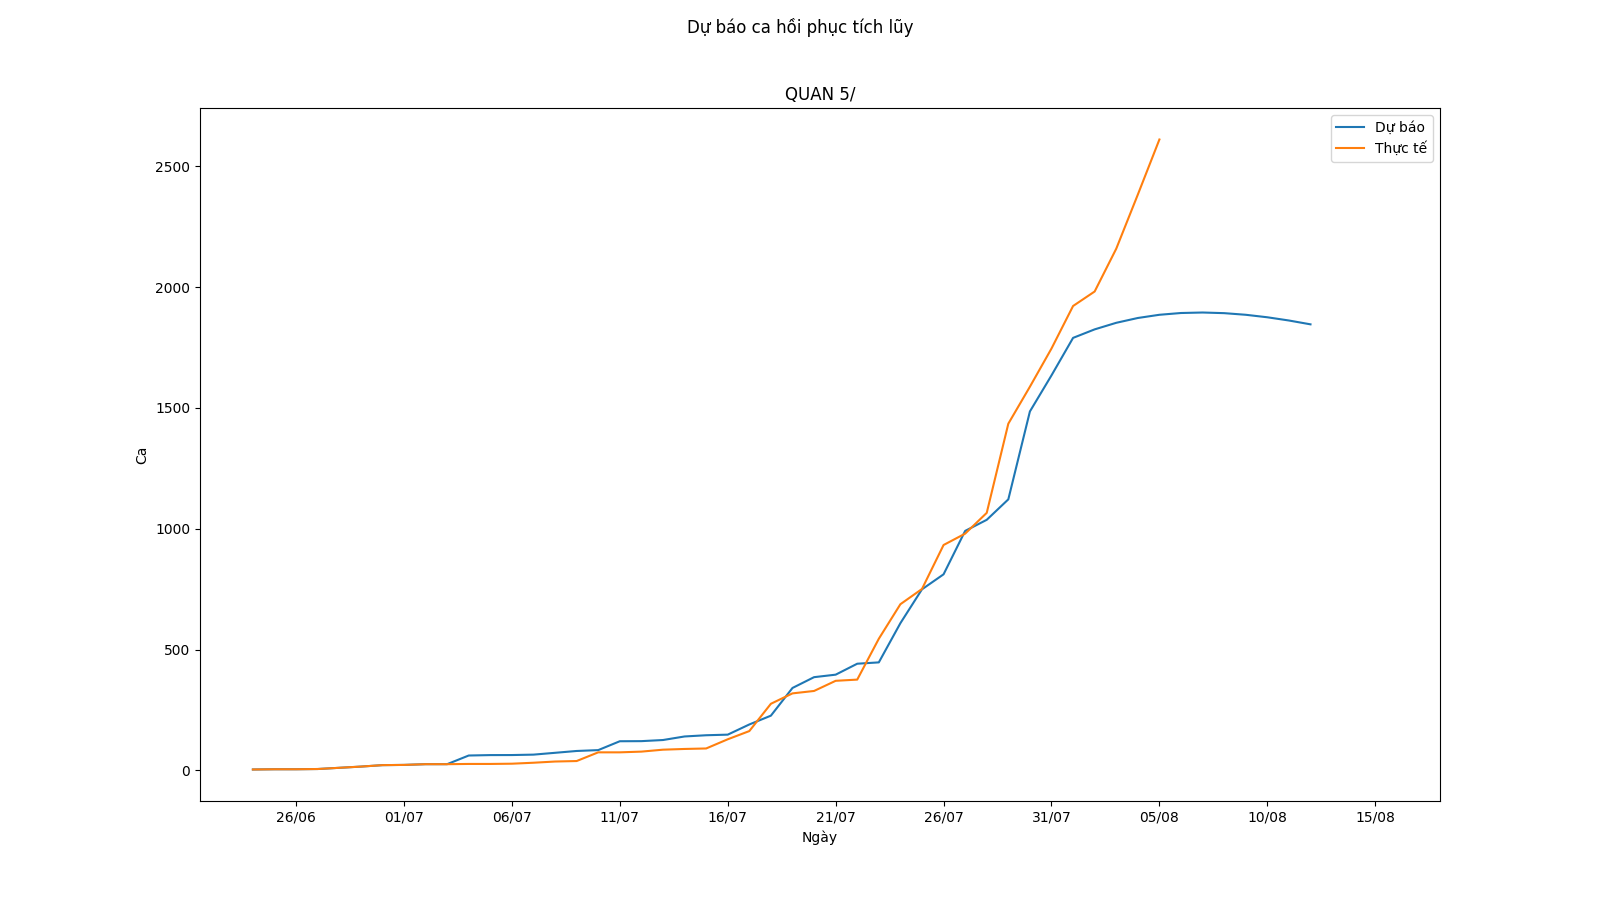 Dự báo ca hồi phục tích lũy
QUAN 5/
Dự báo
Thực tế
2500
2000
1500
1000
500
0
Ca
26/06 01/07 06/07 11/07 16/07 21/07 26/07 31/07 05/08 10/08 15/08
Ngày